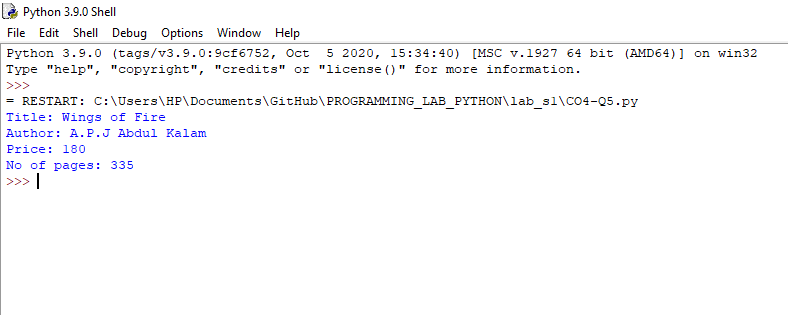 Python 3.9.0 Shell
File Edit Shell Debug Options Window Help
Python 3.9.0 (tags/v3.9.0:9cf6752, Oct  5 2020, 15:34:40) [MSC v.1927 64 bit (AMD64)] on win32
Type "help", "copyright", "credits" or "license()" for more information.
>>>
= RESTART: C:\Users\HP\Documents\GitHub\PROGRAMMING_LAB_PYTHON\lab_s1\CO4-Q5.py
Title: Wings of Fire
Author: A.P.J Abdul Kalam
Price: 180
No of pages: 335
>>>